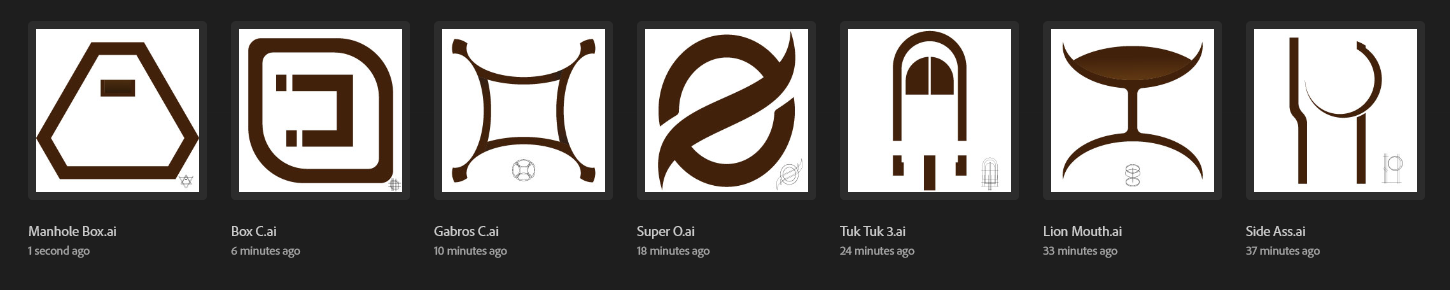 Manhole Box.ai
1 second ago
Box C.ai
6 minutes ago
Gabros C.ai
10 minutes ago
Super O.ai
18 minutes ago
Tuk Tuk 3.ai
24 minutes ago
Lion Mouth.ai
33 minutes ago
Side Ass.ai
37 minutes ago